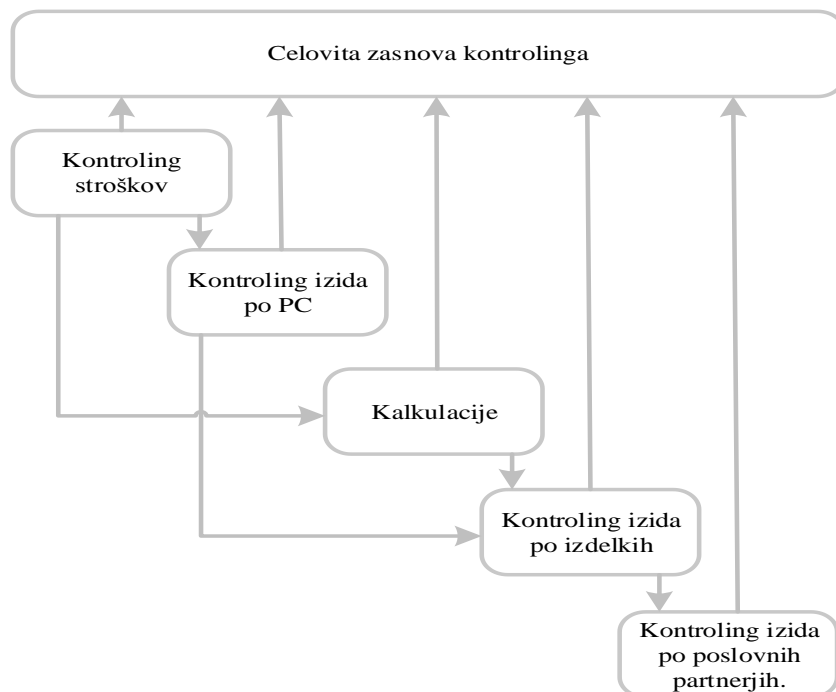 Celovita zasnova kontrolinga
Kontroling
stroškov
Kontroling izida
po PC
Kalkulacije
Kontroling izida
po izdelkih
Kontroling izida
po poslovnih
partnerjih.